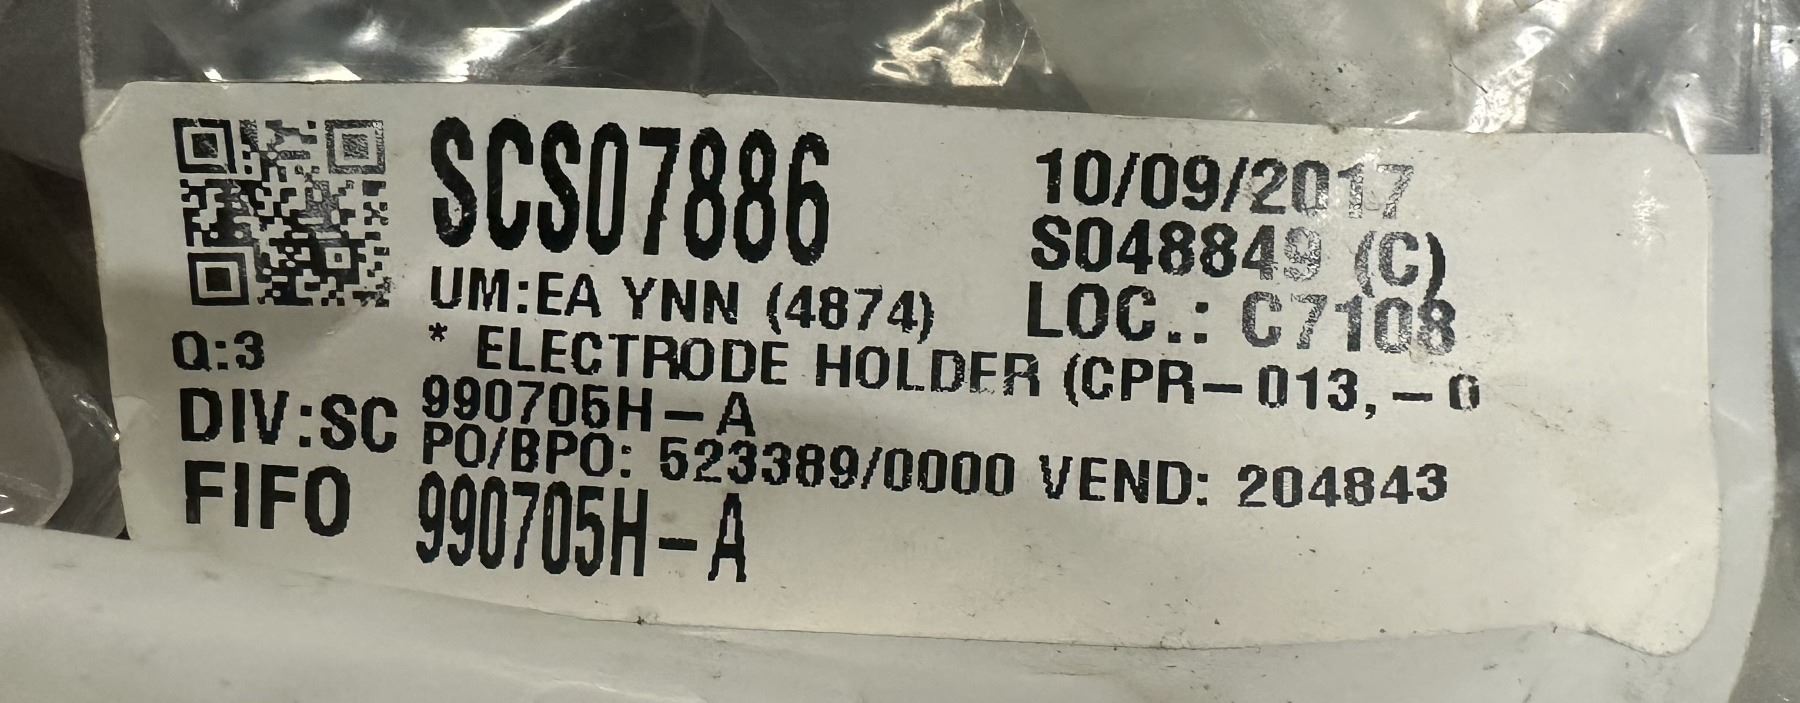 SCS07886
10/09/2017
S048849 (C)
UM:EA YNN (4874)
LOC.: C7108
Q:3
* ELECTRODE HOLDER (CPR-013,-0
DIV:SC
990705H-A
PO/BPO: 523389/0000 VEND: 204843
FIFO
990705H-A